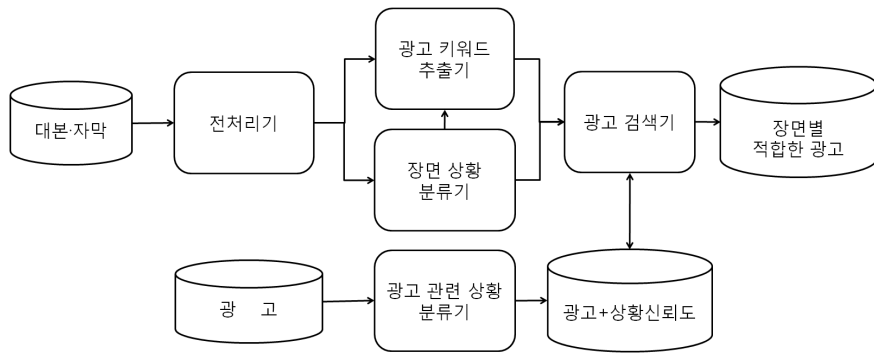 대본·자막
전처리기
광고 키워드
추출기
장면 상황
분류기
광고 검색기
장면별
적합한 광고
광 고
광고 관련 상황
분류기
광고+상황신뢰도